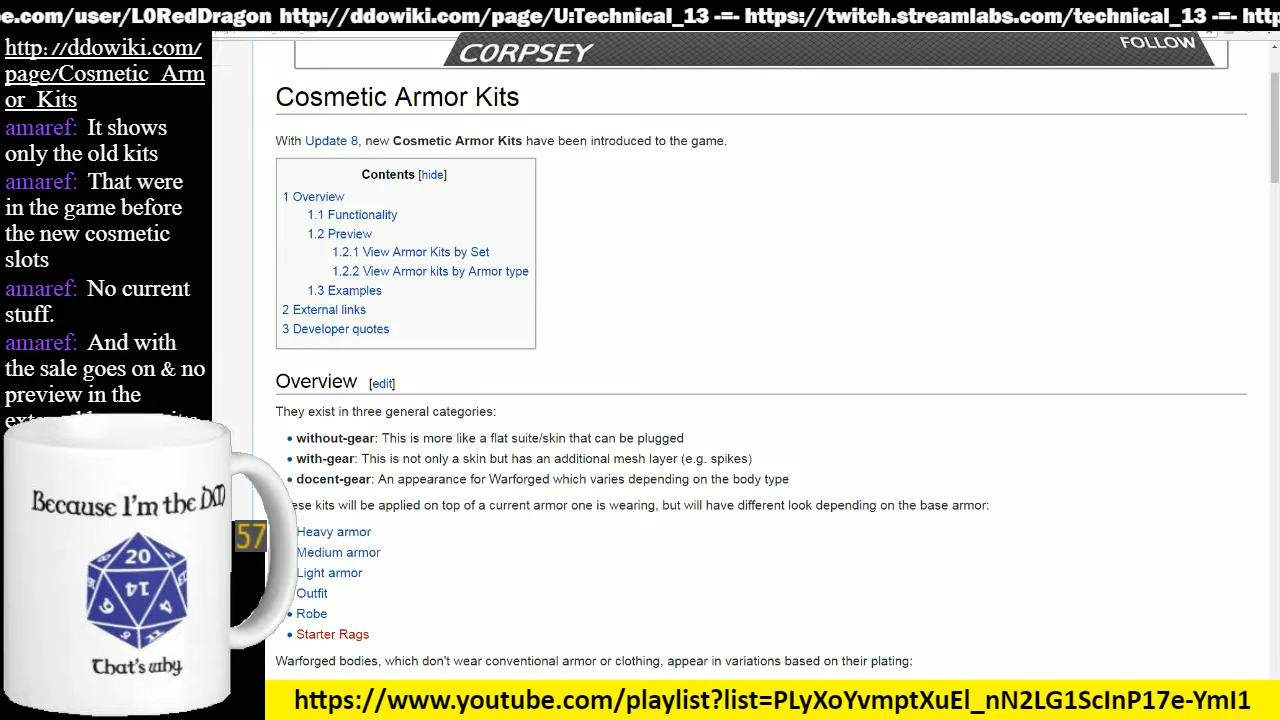 e.com/user/L0RedDragon http://ddowiki.com/page/U:Technical_13 -=- https://twitch.streamlabs.com/technical_13 -=- http
http://ddowiki.com/
page/Cosmetic_Arm
or_Kits
amaref: It shows
only the old kits
amaref: That were
in the game before
the new cosmetic
slots
amaref: No current
stuff.
amaref: And with
the sale goes on & no
preview in the
CORPSEY
FOLLOW
Cosmetic Armor Kits
With Update 8, new Cosmetic Armor Kits have been introduced to the game.
Contents [hide]
1 Overview
1.1 Functionality
1.2 Preview
1.2.1 View Armor Kits by Set
1.2.2 View Armor kits by Armor type
1.3 Examples
2 External links
3 Developer quotes
Overview [edit]
They exist in three general categories:
• without-gear: This is more like a flat suite/skin that can be plugged
• with-gear: This is not only a skin but has an additional mesh layer (e.g. spikes)
docent-gear: An appearance for Warforged which varies depending on the body type
ese kits will be applied on top of a current armor one is wearing, but will have different look depending on the base armor:
Heavy armor
Medium armor
Light armor
Outfit
• Robe
• Starter Rags
Warforged bodies, which don't wear conventional armor or clothing, appear in variations based on their plating:
57
Because I'm the DM
20
14
That's why
https://www.youtube.com/playlist?list=PLyXoYvmptXuEl_nN2LG1ScInP17e-YmI1